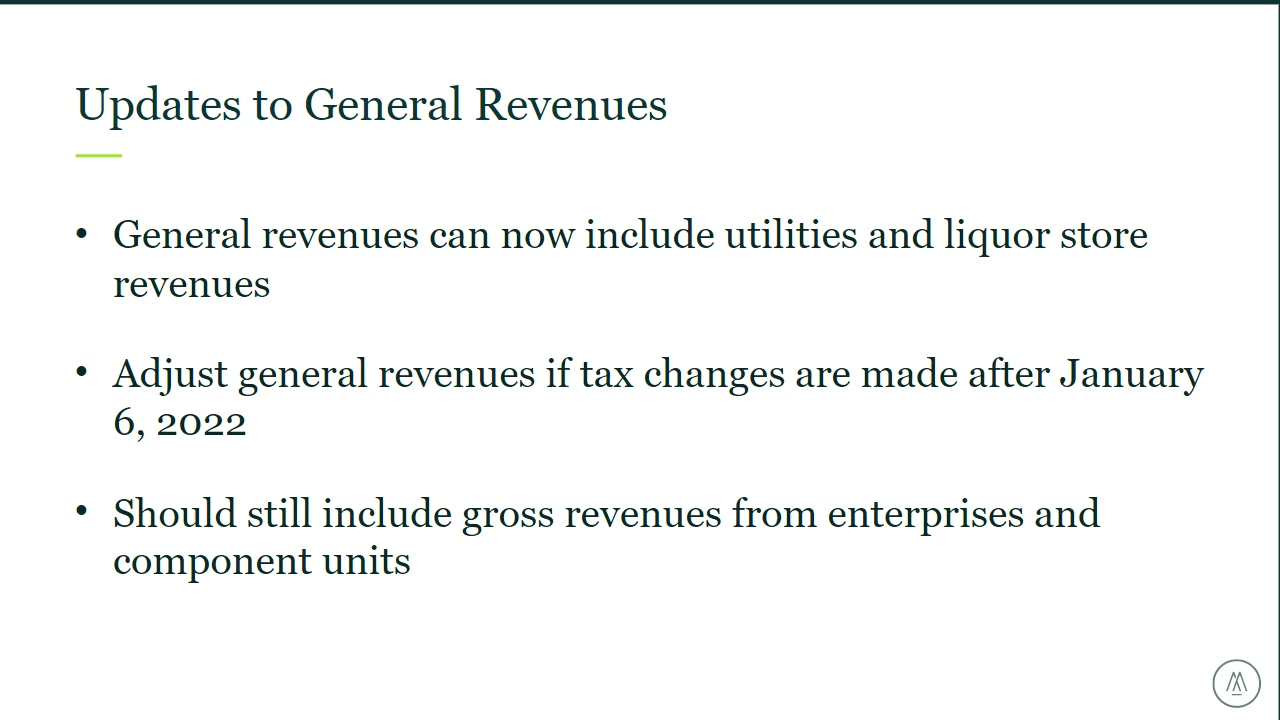 Updates to General Revenues
• General revenues can now include utilities and liquor store
revenues
• Adjust general revenues if tax changes are made after January
6, 2022
• Should still include gross revenues from enterprises and
component units